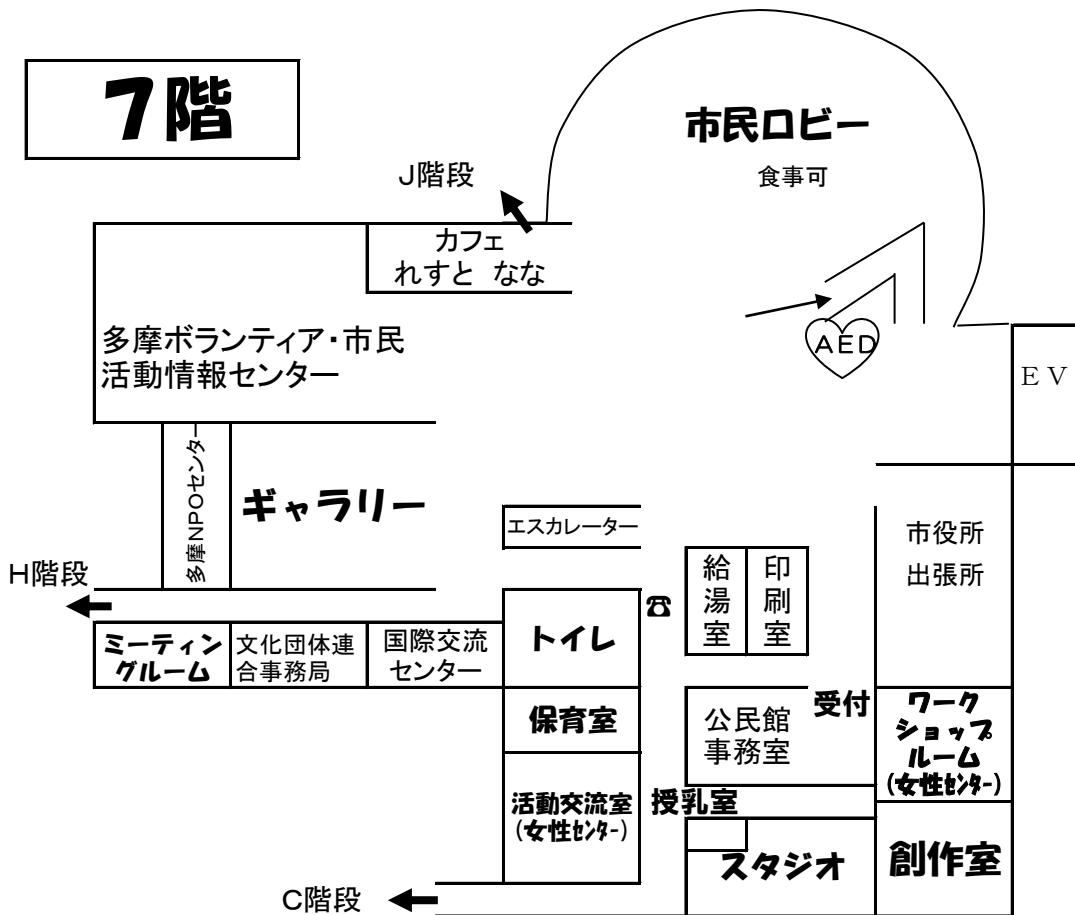 7階
市民ロビー
食事可
J階段
カフェ
れすと なな
多摩ボランティア・市民
活動情報センター
AED
EV
多摩NPOセンター
ギャラリー
エスカレーター
市役所
出張所
H階段
給湯室
印刷室
☎
ミーティン
グルーム
文化団体連
合事務局
国際交流
センター
トイレ
保育室
公民館
事務室
受付
ワーク
ショップ
ルーム
(女性ｾﾝﾀｰ)
活動交流室
(女性ｾﾝﾀｰ)
授乳室
スタジオ
創作室
C階段